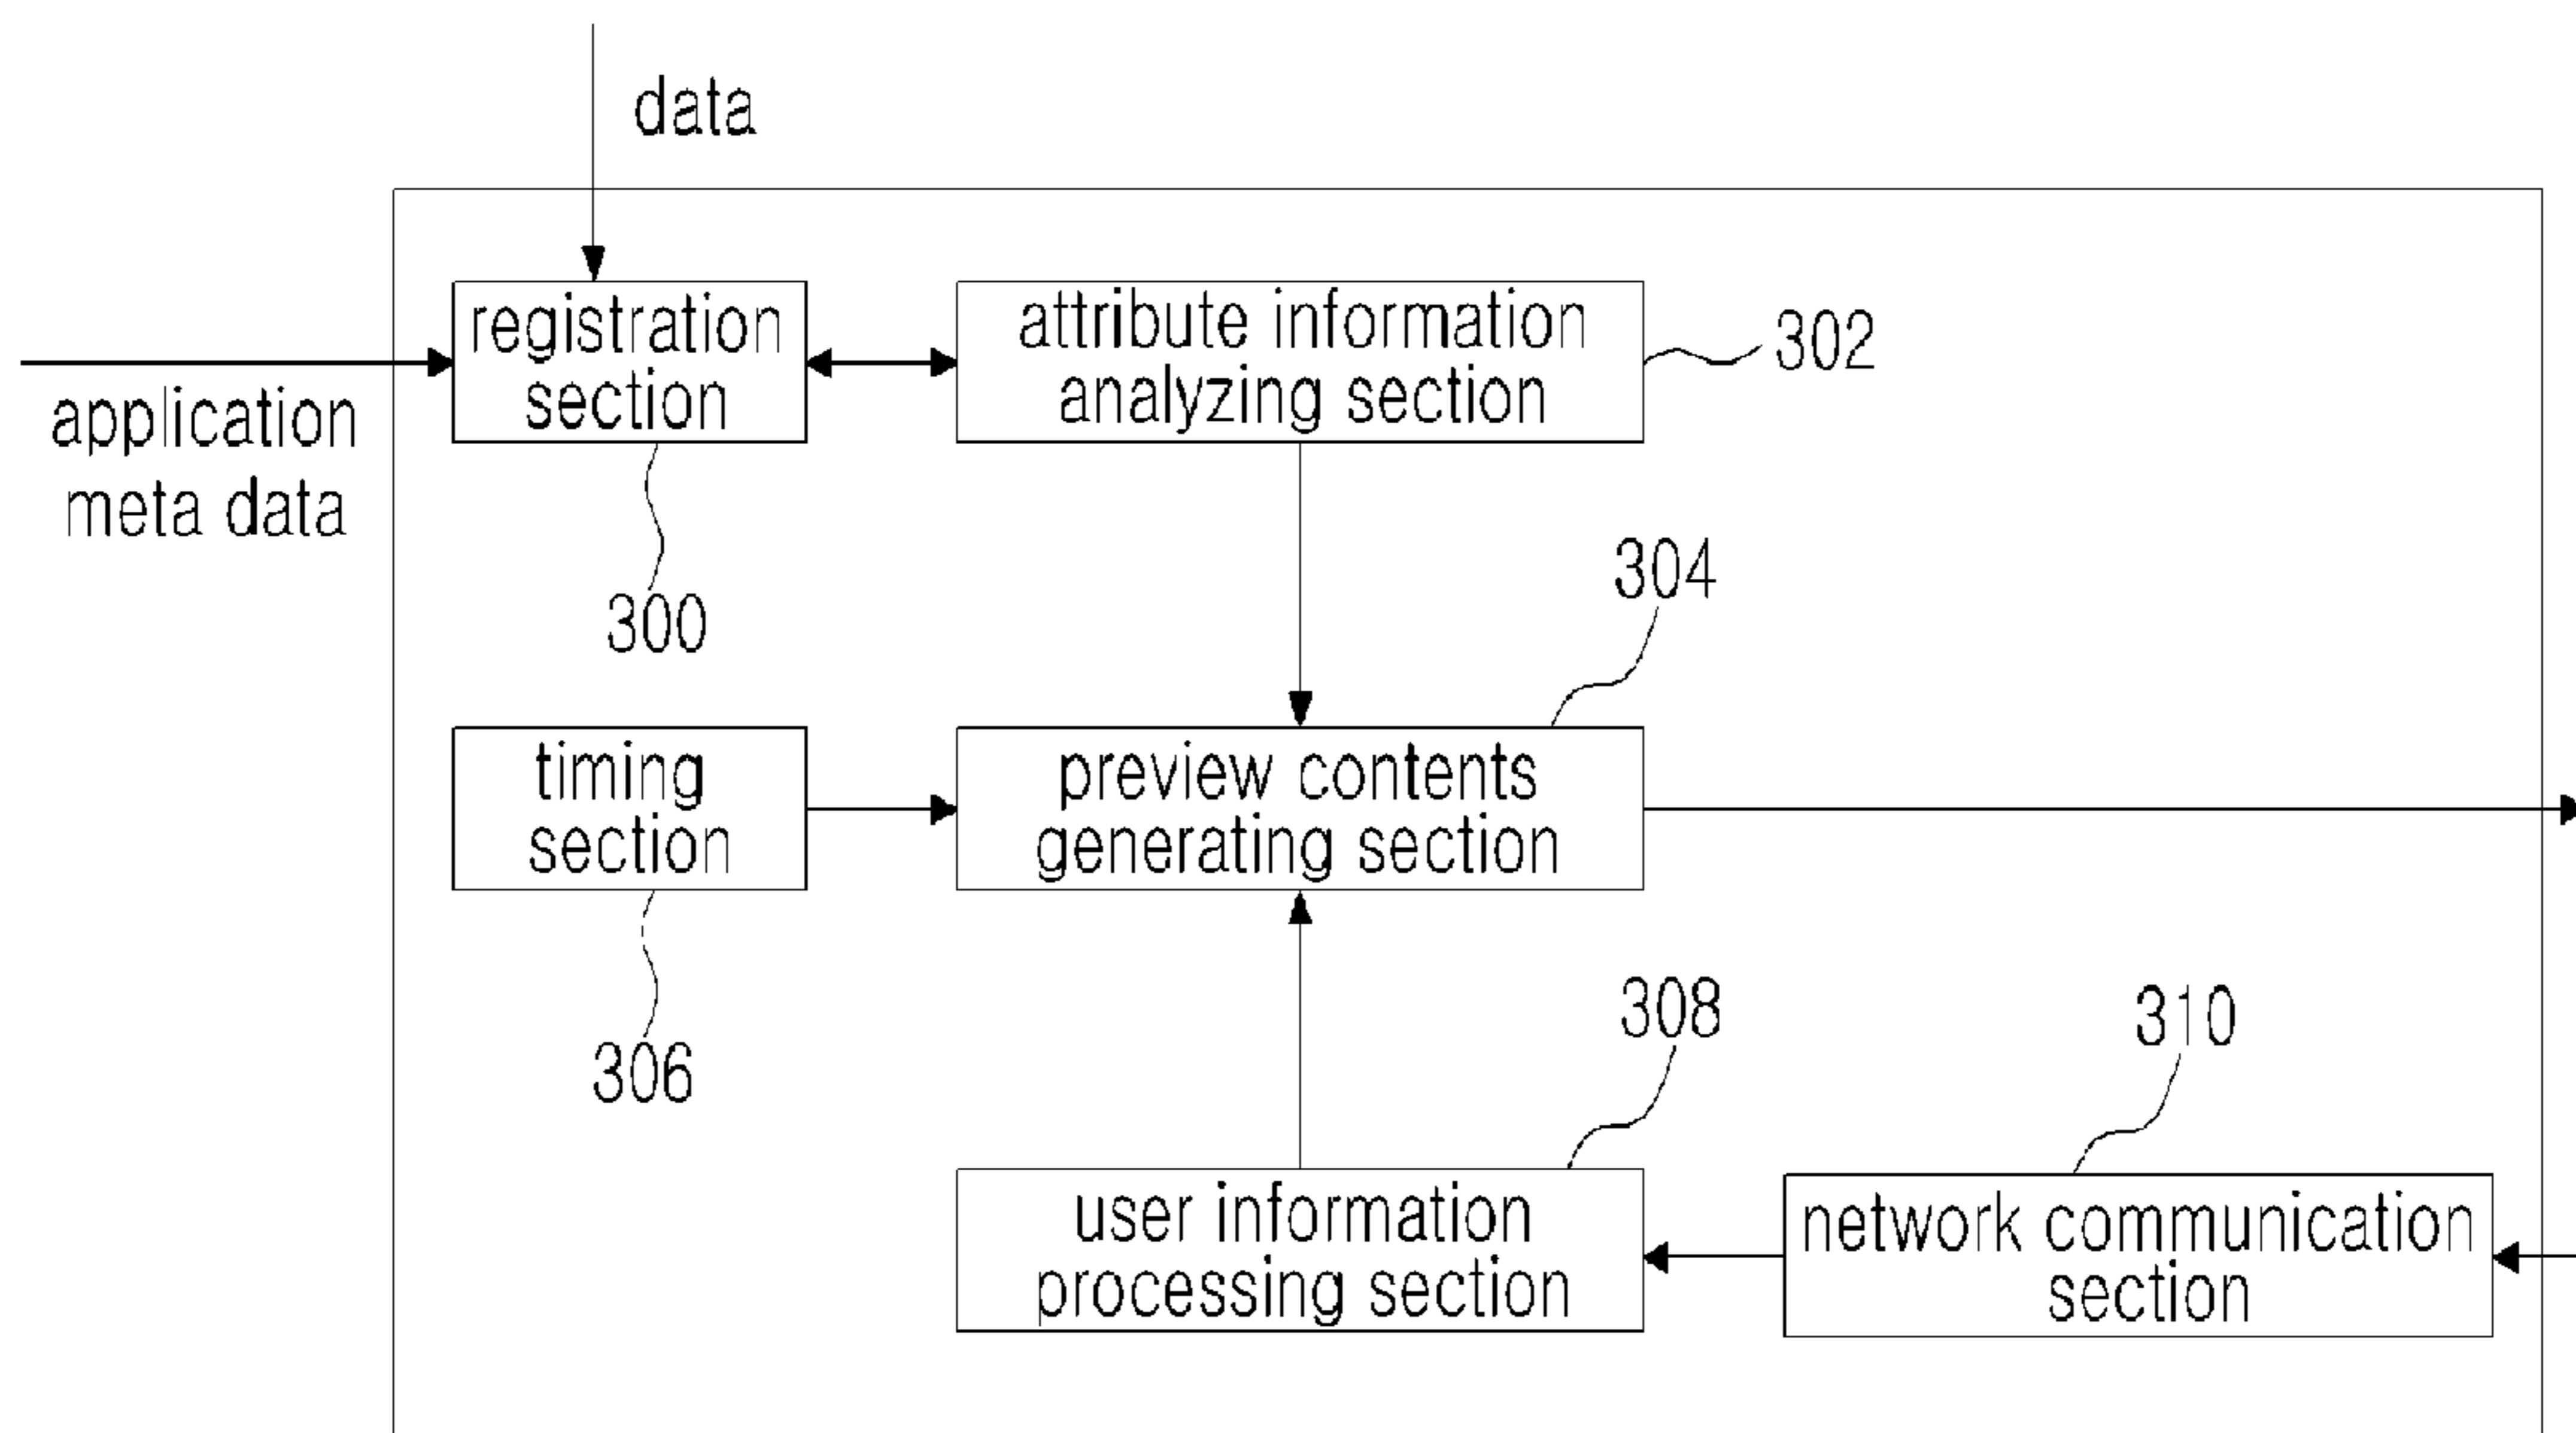 data
registration
section
attribute information
analyzing section
302
application
meta data
300
304
timing
section
preview contents
generating section
306
308
310
user information
processing section
network communication
section